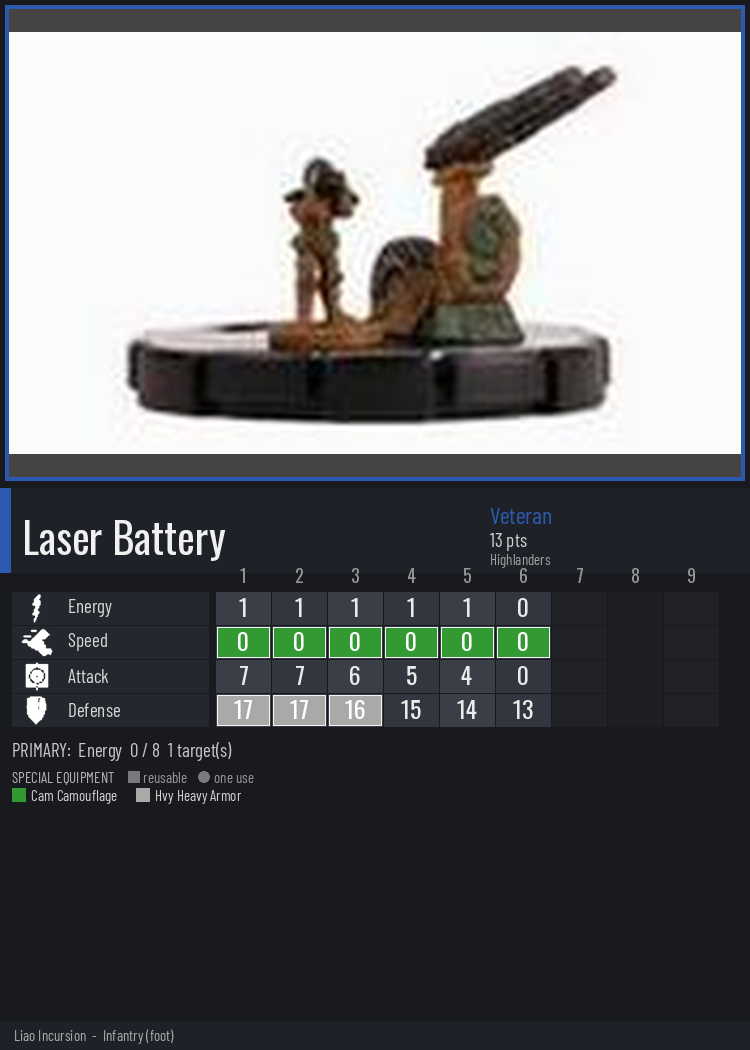 Laser Battery
Veteran
13 pts
Highlanders
1 2 3 4 5 6 7 8 9
Energy 1 1 1 1 1 0
Speed 0 0 0 0 0 0
Attack 7 7 6 5 4 0
Defense 17 17 16 15 14 13
PRIMARY: Energy 0 / 8 1 target(s)
SPECIAL EQUIPMENT reusable one use
Cam Camouflage Hvy Heavy Armor
Liao Incursion - Infantry (foot)